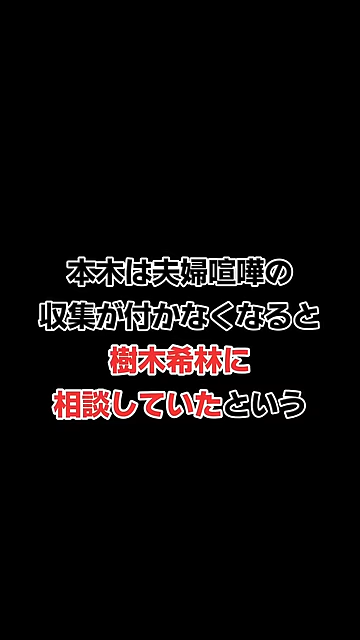 本木は夫婦喧嘩の
収集が付かなくなると
樹木希林に
相談していたという